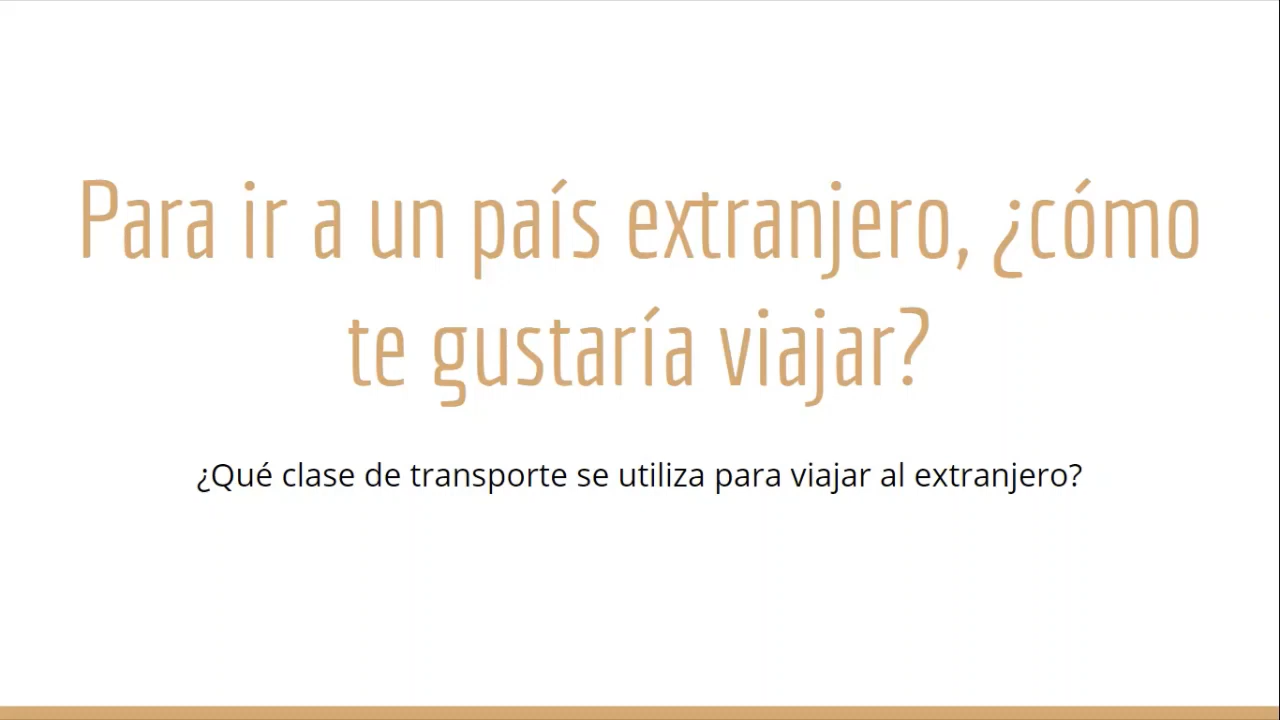 Para ir a un país extranjero, ¿cómo
te gustaría viajar?
¿Qué clase de transporte se utiliza para viajar al extranjero?